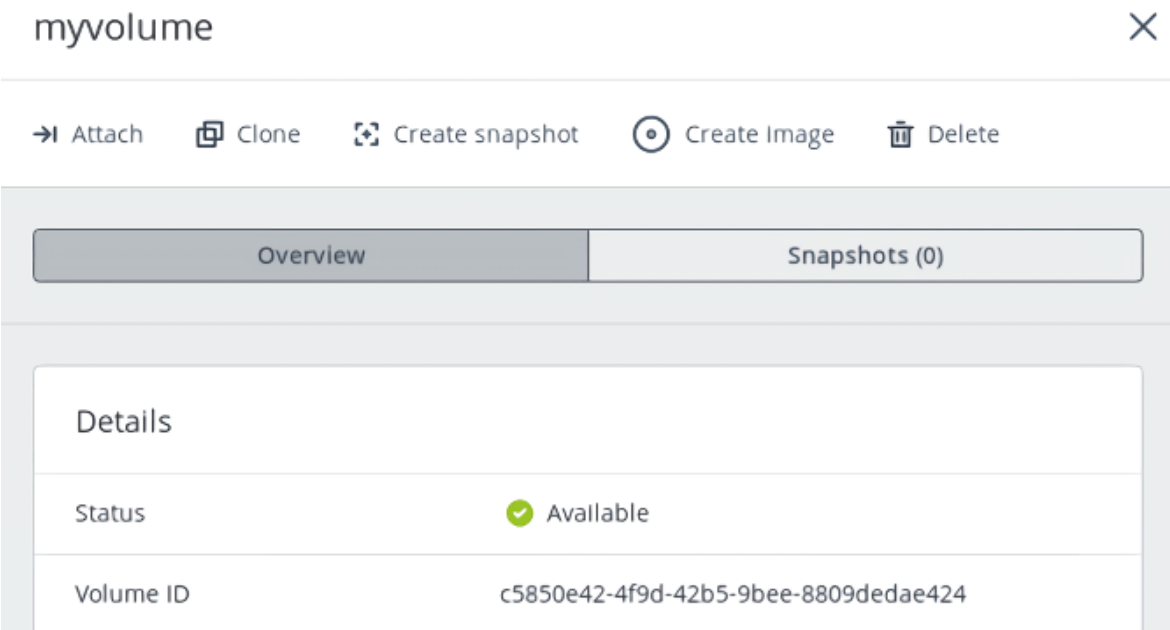 myvolume
Attach Clone Create snapshot Create Image Delete
Overview Snapshots (0)
Details
Status Available
Volume ID c5850e42-4f9d-42b5-9bee-8809dedae424